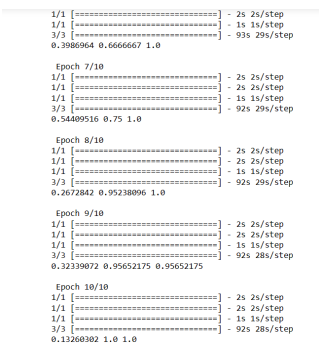 1/1 [==============================] - 2s 2s/step
1/1 [==============================] - 1s 1s/step
3/3 [==============================] - 93s 29s/step
0.3986964 0.6666667 1.0
Epoch 7/10
1/1 [==============================] - 2s 2s/step
1/1 [==============================] - 2s 2s/step
1/1 [==============================] - 1s 1s/step
3/3 [==============================] - 92s 29s/step
0.54409516 0.75 1.0
Epoch 8/10
1/1 [==============================] - 2s 2s/step
1/1 [==============================] - 2s 2s/step
1/1 [==============================] - 1s 1s/step
3/3 [==============================] - 92s 29s/step
0.2672842 0.95238096 1.0
Epoch 9/10
1/1 [==============================] - 2s 2s/step
1/1 [==============================] - 2s 2s/step
1/1 [==============================] - 1s 1s/step
3/3 [==============================] - 92s 28s/step
0.32339072 0.95652175 0.95652175
Epoch 10/10
1/1 [==============================] - 2s 2s/step
1/1 [==============================] - 2s 2s/step
1/1 [==============================] - 1s 1s/step
3/3 [==============================] - 92s 28s/step
0.13260302 1.0 1.0